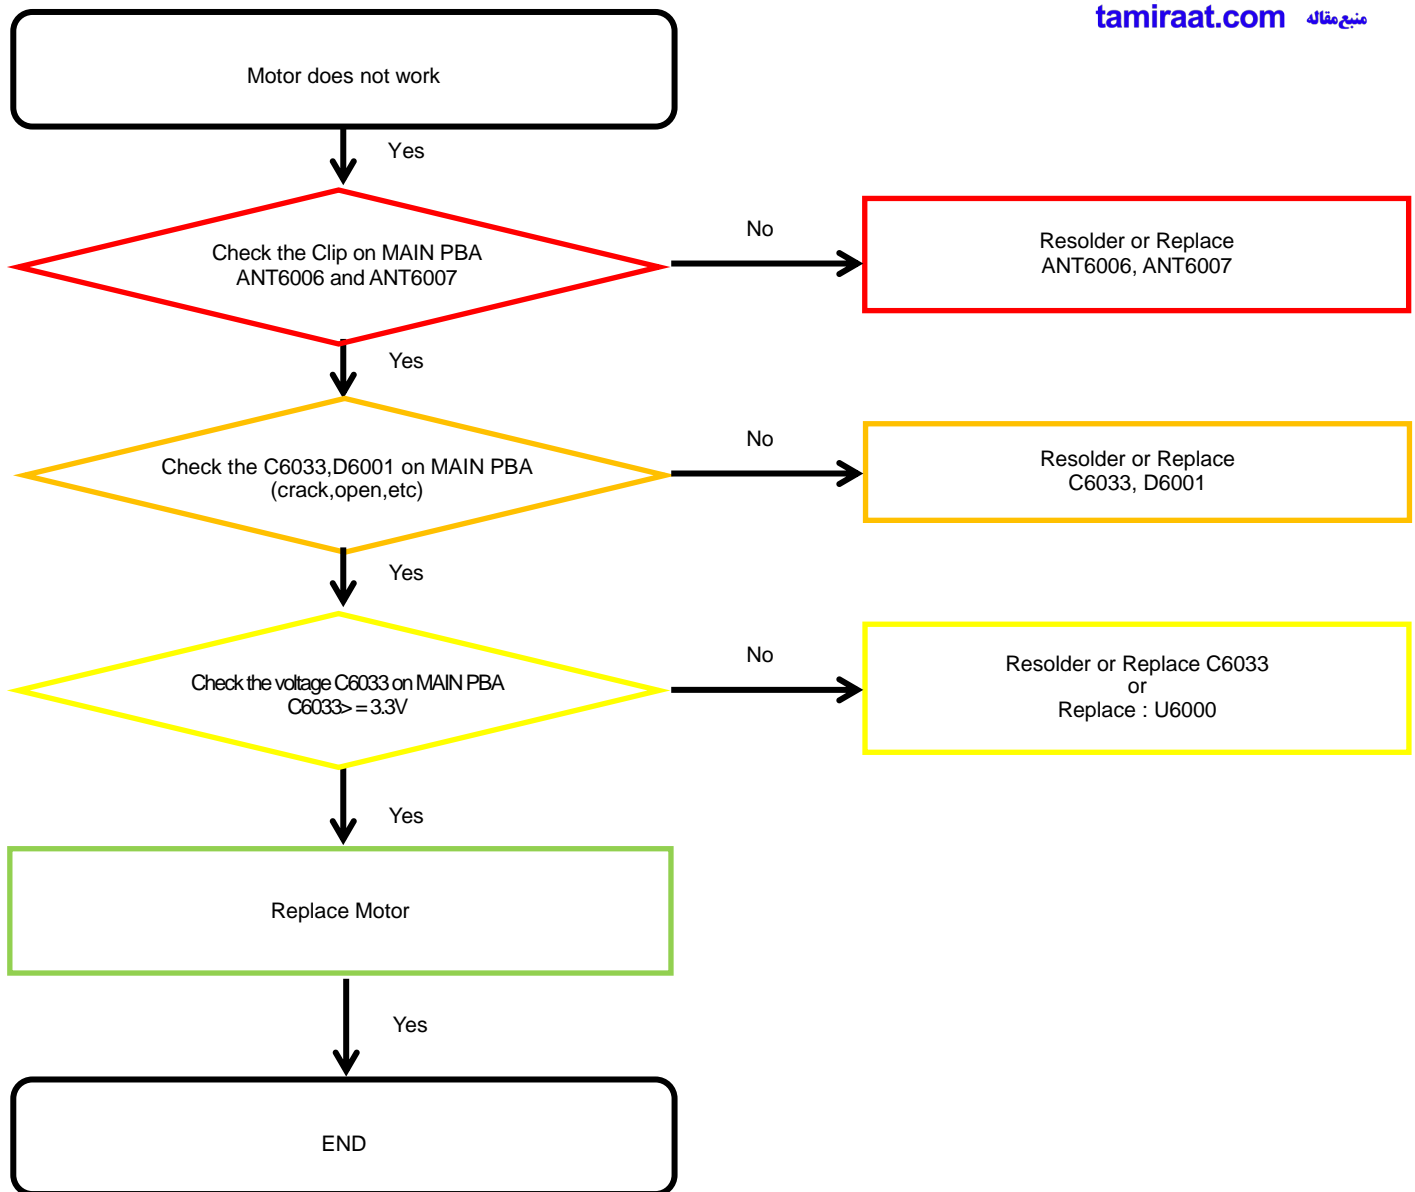 tamiraat.com منبع مقاله
Motor does not work
Yes
Check the Clip on MAIN PBA
ANT6006 and ANT6007
No
Resolder or Replace
ANT6006, ANT6007
Yes
Check the C6033,D6001 on MAIN PBA
(crack,open,etc)
No
Resolder or Replace
C6033, D6001
Yes
Check the voltage C6033 on MAIN PBA
C6033> = 3.3V
No
Resolder or Replace C6033
or
Replace : U6000
Yes
Replace Motor
Yes
END